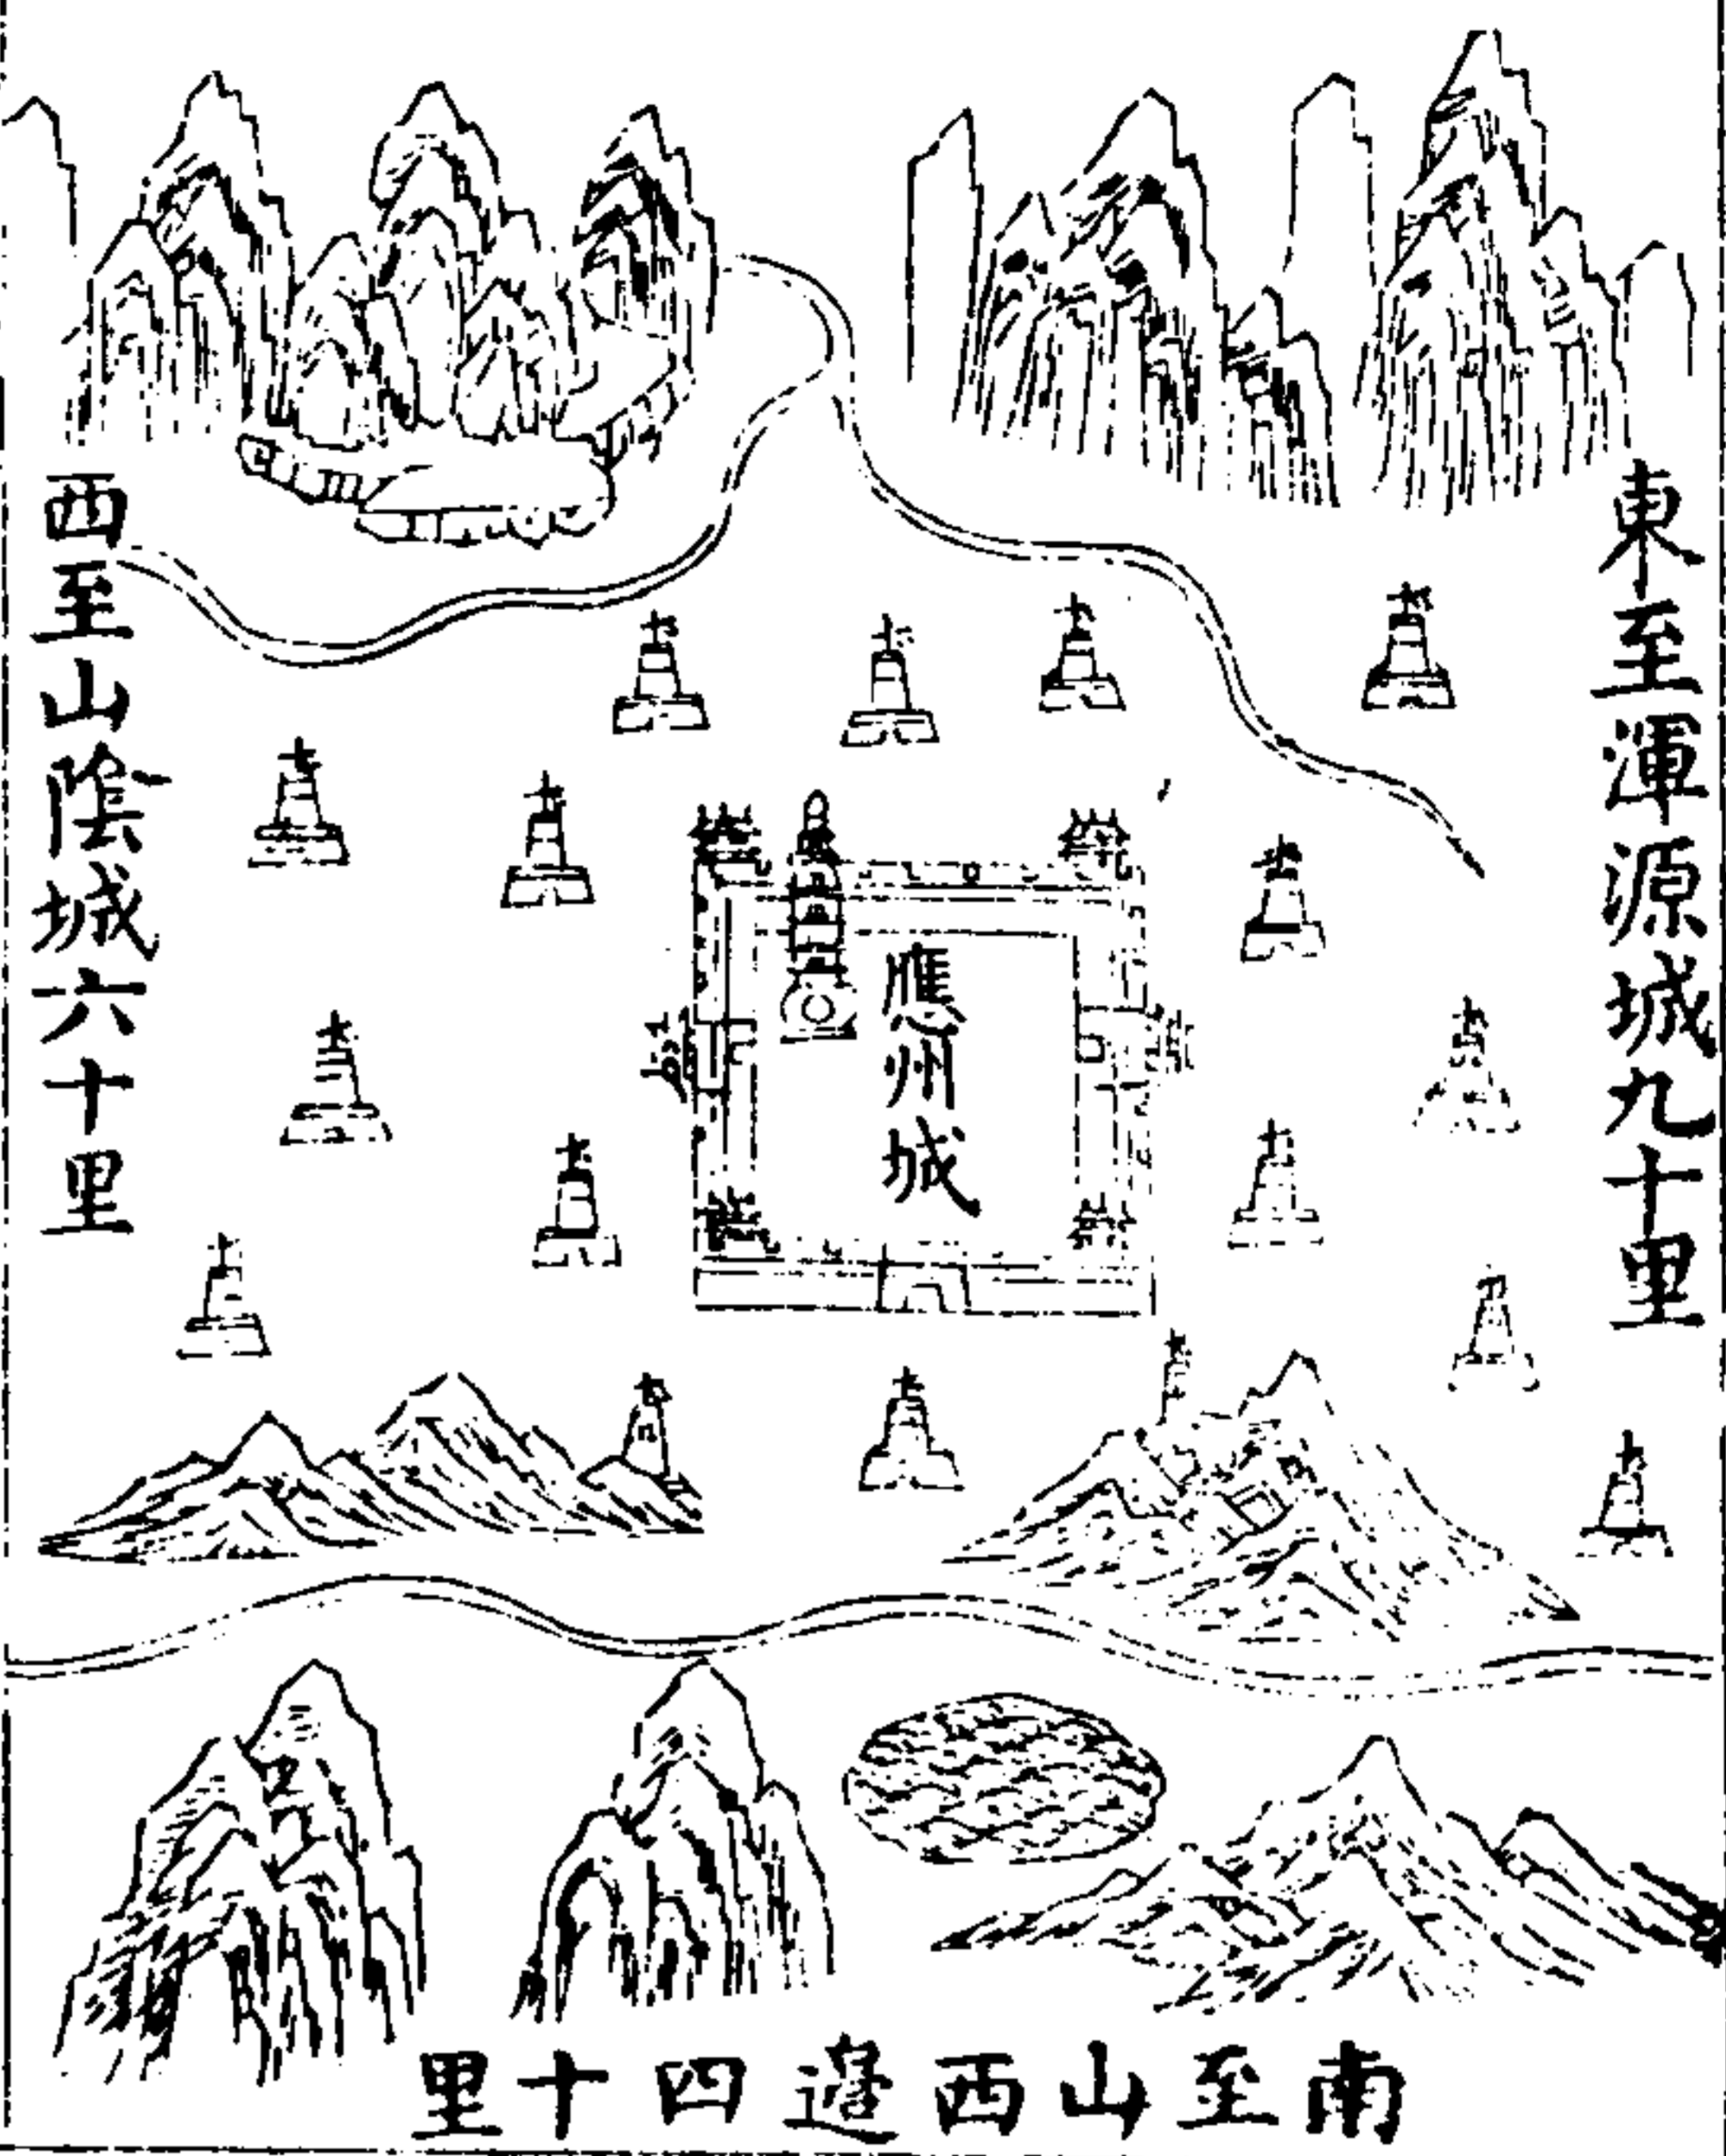 東至渾源城九十里
應州城
西至山陰城六十里
南至山西邊四十里